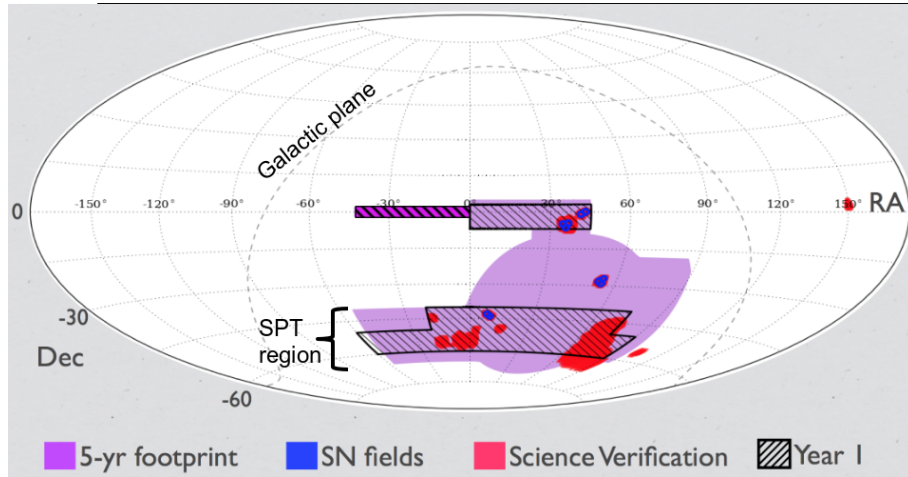 Galactic plane
0 -150° -120° -90° -60° -30° 0 30° 60° 90° 120° 150° RA
-30
SPT
region
Dec
-60
5-yr footprint SN fields Science Verification Year 1